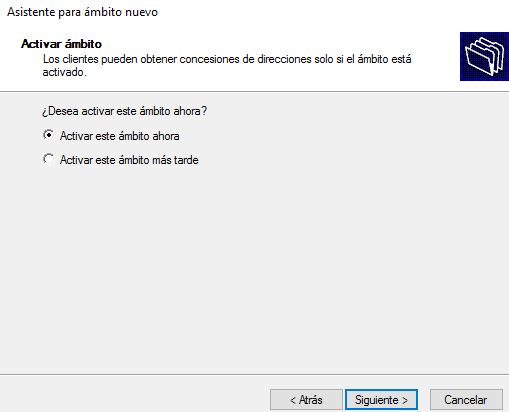 Asistente para ámbito nuevo
Activar ámbito
Los clientes pueden obtener concesiones de direcciones solo si el ámbito está
activado.
¿Desea activar este ámbito ahora?
Activar este ámbito ahora
Activar este ámbito más tarde
< Atrás
Siguiente >
Cancelar